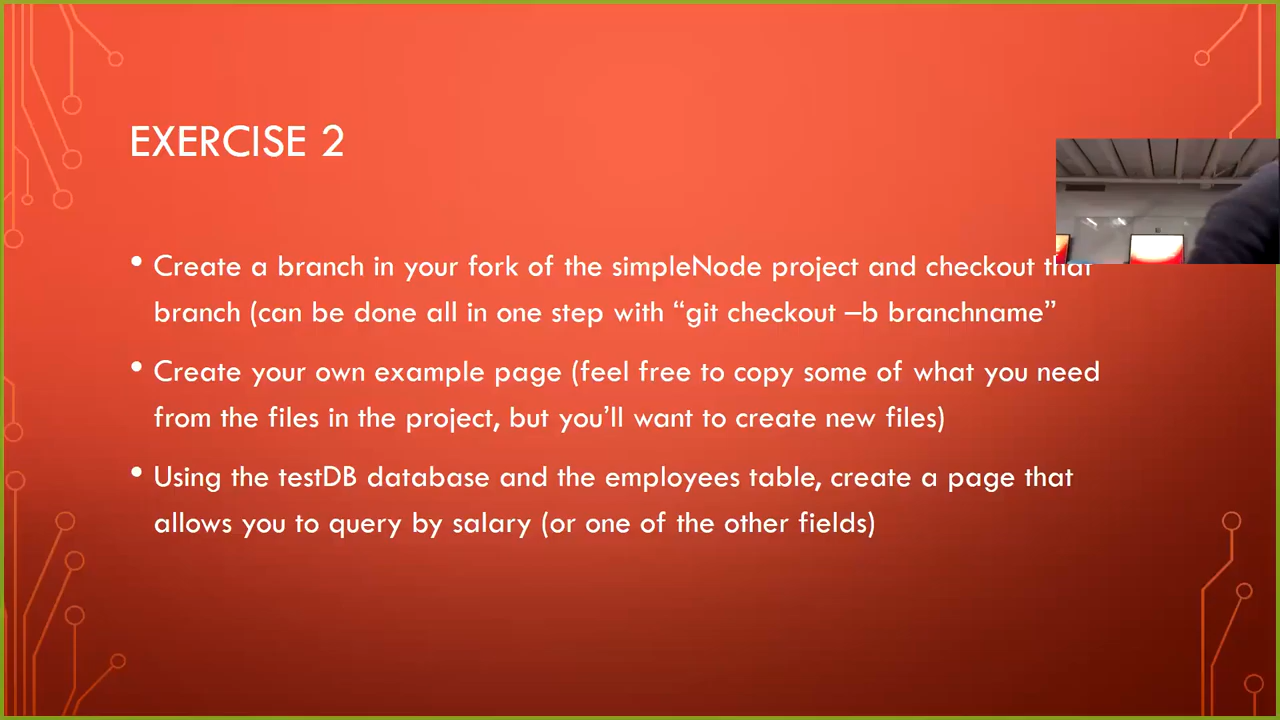 EXERCISE 2
• Create a branch in your fork of the simpleNode project and checkout that
branch (can be done all in one step with “git checkout –b branchname”
• Create your own example page (feel free to copy some of what you need
from the files in the project, but you’ll want to create new files)
• Using the testDB database and the employees table, create a page that
allows you to query by salary (or one of the other fields)